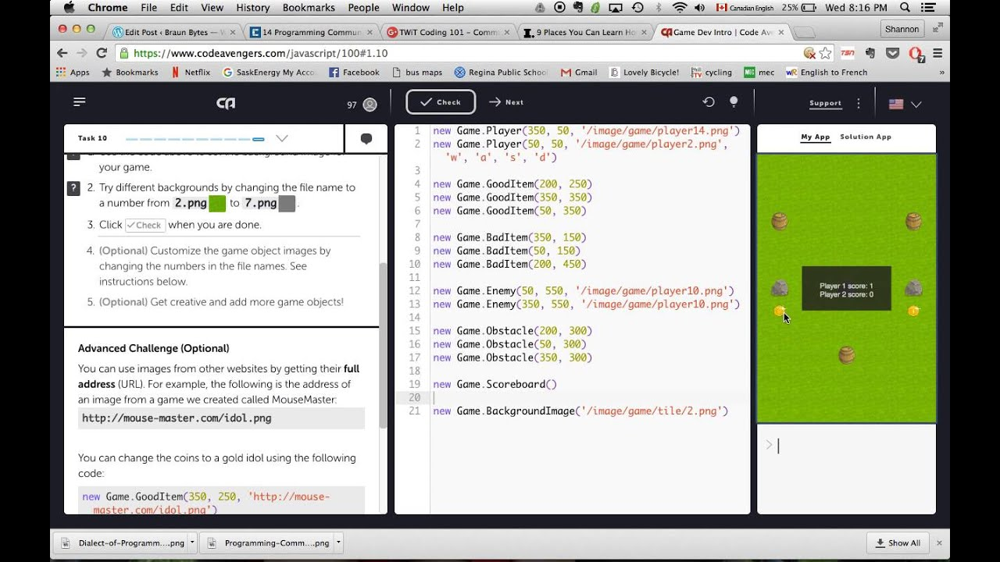 Chrome File Edit View History Bookmarks People Window Help Canadian English 25% Wed 8:16 PM
Edit Post ‹ Braun Bytes — 14 Programming Commun TWiT Coding 101 – Comm 9 Places You Can Learn Ho Game Dev Intro | Code Ave Shannon
https://www.codeavengers.com/javascript/100#1.10
Apps Bookmarks Netflix SaskEnergy My Acco Facebook bus maps Regina Public School Gmail Lovely Bicycle! cycling mec English to French »
97 Check Next Support
Task 10
your game.
2. Try different backgrounds by changing the file name to
a number from 2.png to 7.png .
3. Click Check when you are done.
4. (Optional) Customize the game object images by
changing the numbers in the file names. See
instructions below.
5. (Optional) Get creative and add more game objects!
Advanced Challenge (Optional)
You can use images from other websites by getting their full
address (URL). For example, the following is the address of
an image from a game we created called MouseMaster:
http://mouse-master.com/idol.png
You can change the coins to a gold idol using the following
code:
new Game.GoodItem(350, 250, 'http://mouse-
master.com/idol.png')
1 new Game.Player(350, 50, '/image/game/player14.png')
2 new Game.Player(50, 50, '/image/game/player2.png',
'w', 'a', 's', 'd')
3
4 new Game.GoodItem(200, 250)
5 new Game.GoodItem(350, 350)
6 new Game.GoodItem(50, 350)
7
8 new Game.BadItem(350, 150)
9 new Game.BadItem(50, 150)
10 new Game.BadItem(200, 450)
11
12 new Game.Enemy(50, 550, '/image/game/player10.png')
13 new Game.Enemy(350, 550, '/image/game/player10.png')
14
15 new Game.Obstacle(200, 300)
16 new Game.Obstacle(50, 300)
17 new Game.Obstacle(350, 300)
18
19 new Game.Scoreboard()
20
21 new Game.BackgroundImage('/image/game/tile/2.png')
My App Solution App
Player 1 score: 1
Player 2 score: 0
>
Dialect-of-Programm....png Programming-Comm....png Show All